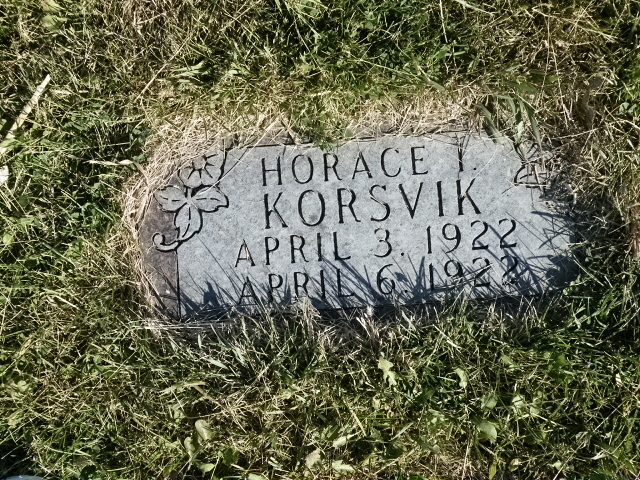 HORACE I.
KORSVIK
APRIL 3. 1922
APRIL 6. 1922